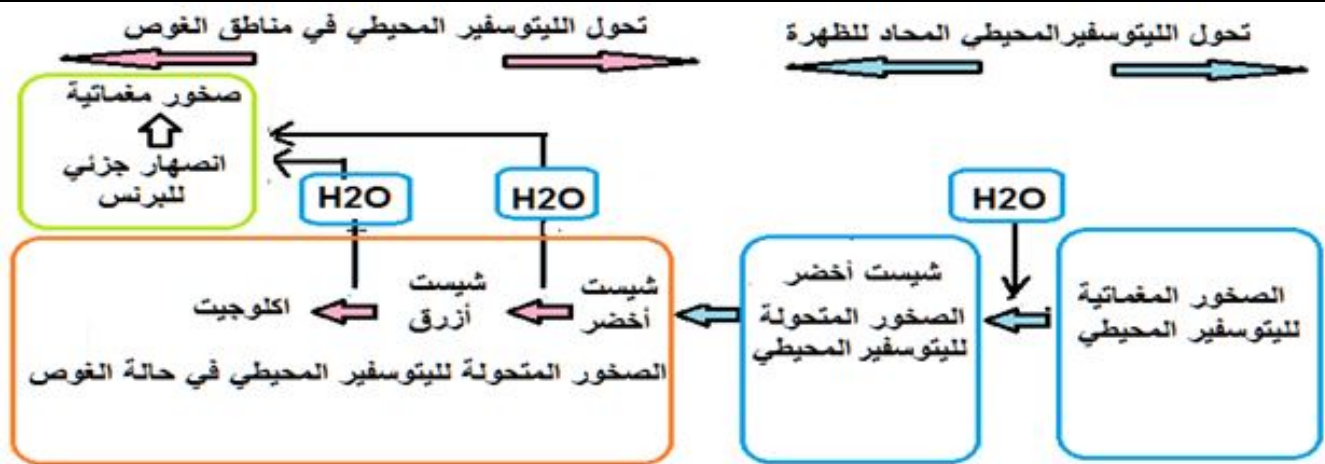 تحول الليتوسفير المحيطي المحاد للظهرة
تحول الليتوسفير المحيطي في مناطق الغوص
H2O
الصخور المغماتية
لليتوسفير المحيطي
شيست أخضر
الصخور المتحولة
لليتوسفير المحيطي
H2O
H2O
شيست
أخضر
شيست
أزرق
اكلوجيت
الصخور المتحولة لليتوسفير المحيطي في حالة الغوص
صخور مغماتية
انصهار جزئي
للبرنس